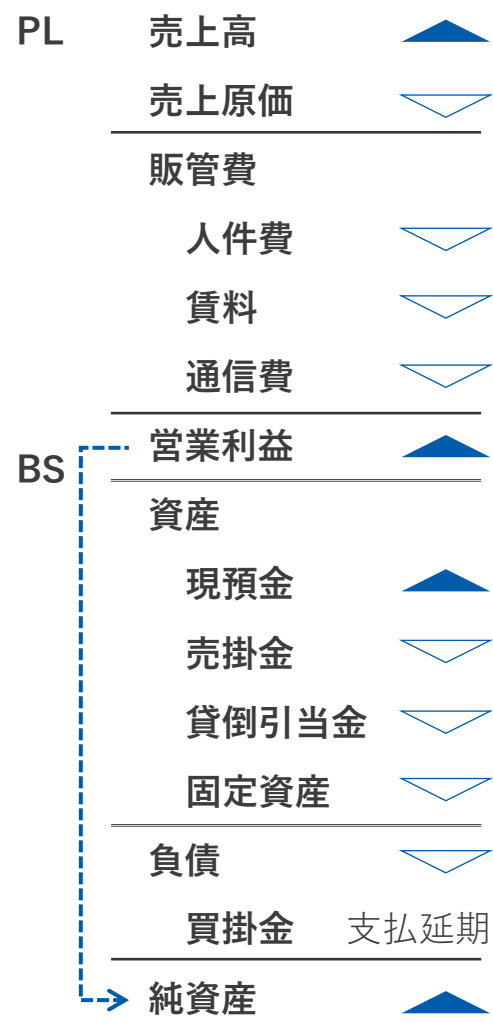 PL 売上高
売上原価
販管費
人件費
賃料
通信費
営業利益
BS
資産
現預金
売掛金
貸倒引当金
固定資産
負債
買掛金 支払延期
純資産